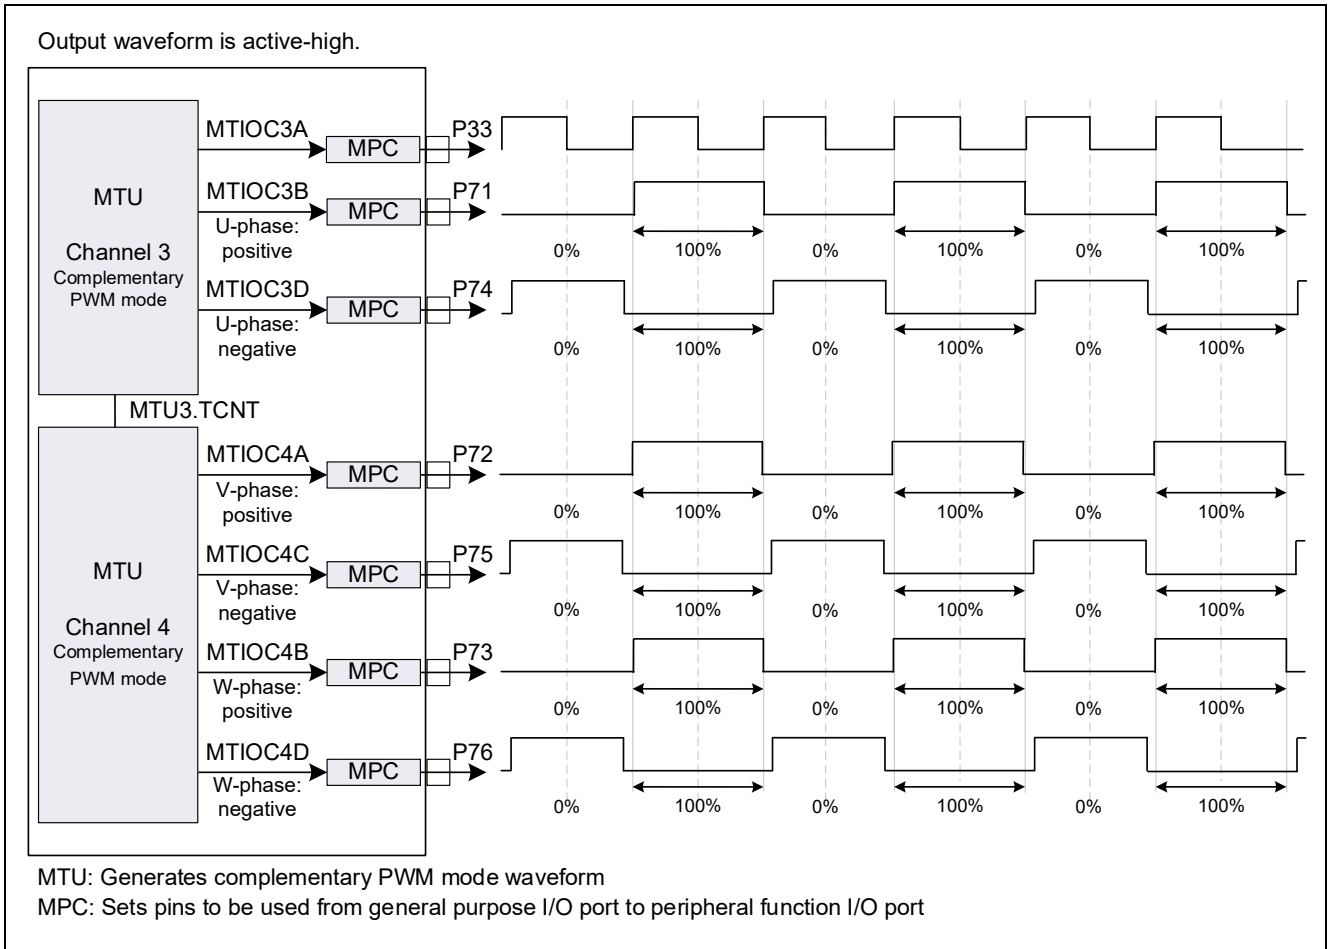 Output waveform is active-high.
MTU
Channel 3
Complementary
PWM mode
MTIOC3A
MPC
P33
MTIOC3B
MPC
P71
U-phase:
positive
0% 100% 0% 100% 0% 100%
MTIOC3D
MPC
P74
U-phase:
negative
0% 100% 0% 100% 0% 100%
MTU3.TCNT
MTU
Channel 4
Complementary
PWM mode
MTIOC4A
MPC
P72
V-phase:
positive
0% 100% 0% 100% 0% 100%
MTIOC4C
MPC
P75
V-phase:
negative
0% 100% 0% 100% 0% 100%
MTIOC4B
MPC
P73
W-phase:
positive
0% 100% 0% 100% 0% 100%
MTIOC4D
MPC
P76
W-phase:
negative
0% 100% 0% 100% 0% 100%
MTU: Generates complementary PWM mode waveform
MPC: Sets pins to be used from general purpose I/O port to peripheral function I/O port